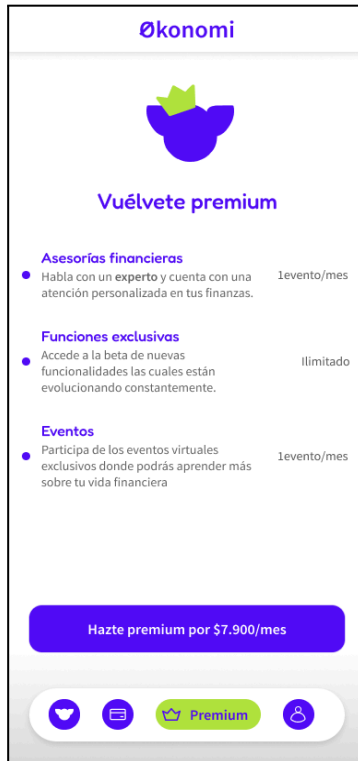 Økonomi
Vuélvete premium
Asesorías financieras
Habla con un experto y cuenta con una
atención personalizada en tus finanzas.
1evento/mes
Funciones exclusivas
Accede a la beta de nuevas
funcionalidades las cuales están
evolucionando constantemente.
Ilimitado
Eventos
Participa de los eventos virtuales
exclusivos donde podrás aprender más
sobre tu vida financiera
1evento/mes
Hazte premium por $7.900/mes
Premium